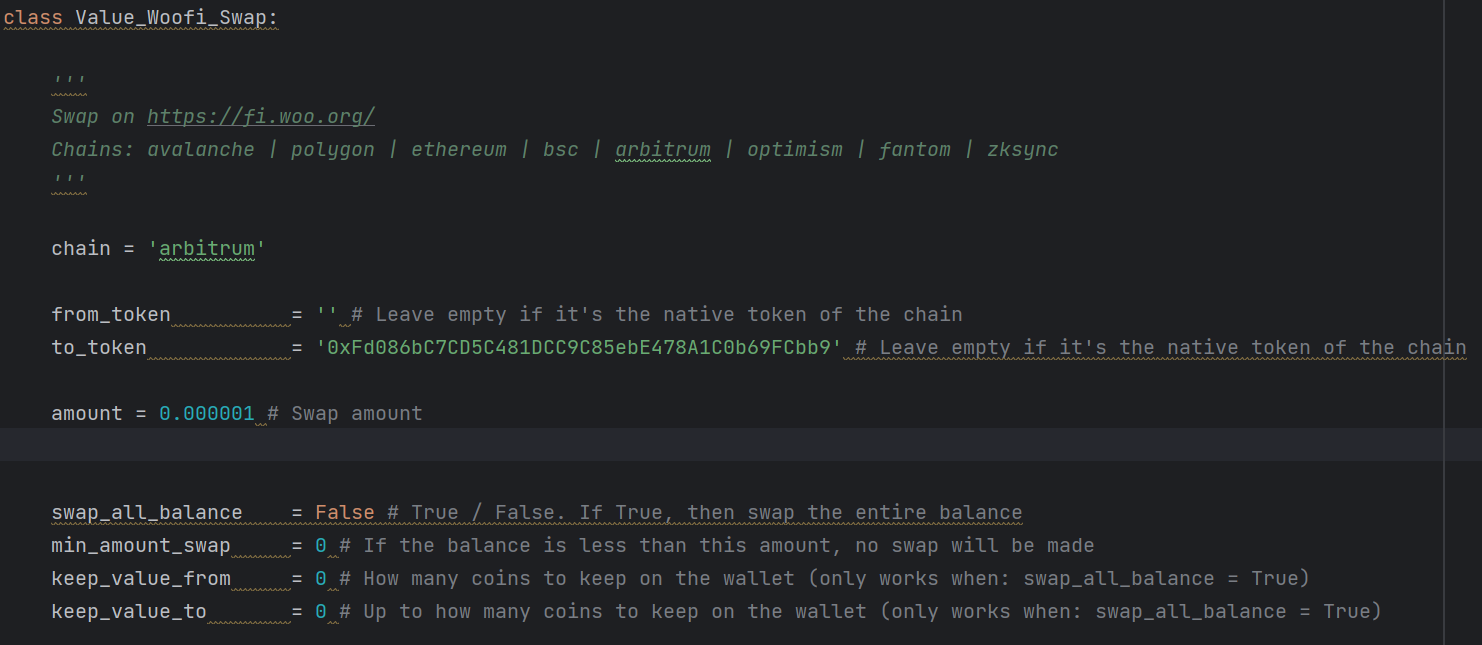 class Value_Woofi_Swap:
'''
Swap on https://fi.woo.org/
Chains: avalanche | polygon | ethereum | bsc | arbitrum | optimism | fantom | zksync
'''
chain = 'arbitrum'
from_token = '' # Leave empty if it's the native token of the chain
to_token = '0xFd086bC7CD5C481DCC9C85ebE478A1C0b69FCbb9' # Leave empty if it's the native token of the chain
amount = 0.000001 # Swap amount
swap_all_balance = False # True / False. If True, then swap the entire balance
min_amount_swap = 0 # If the balance is less than this amount, no swap will be made
keep_value_from = 0 # How many coins to keep on the wallet (only works when: swap_all_balance = True)
keep_value_to = 0 # Up to how many coins to keep on the wallet (only works when: swap_all_balance = True)